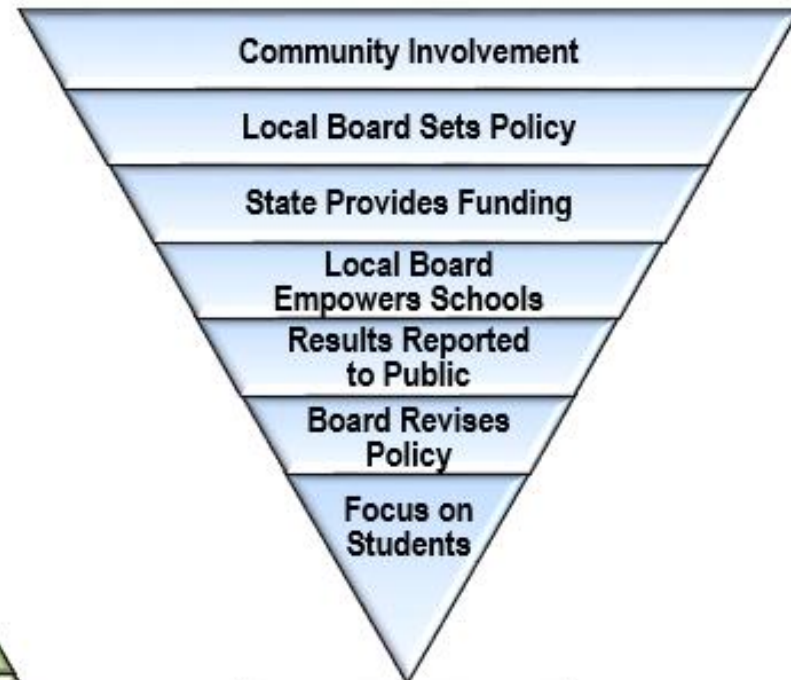 Community Involvement
Local Board Sets Policy
State Provides Funding
Local Board
Empowers Schools
Results Reported
to Public
Board Revises
Policy
Focus on
Students